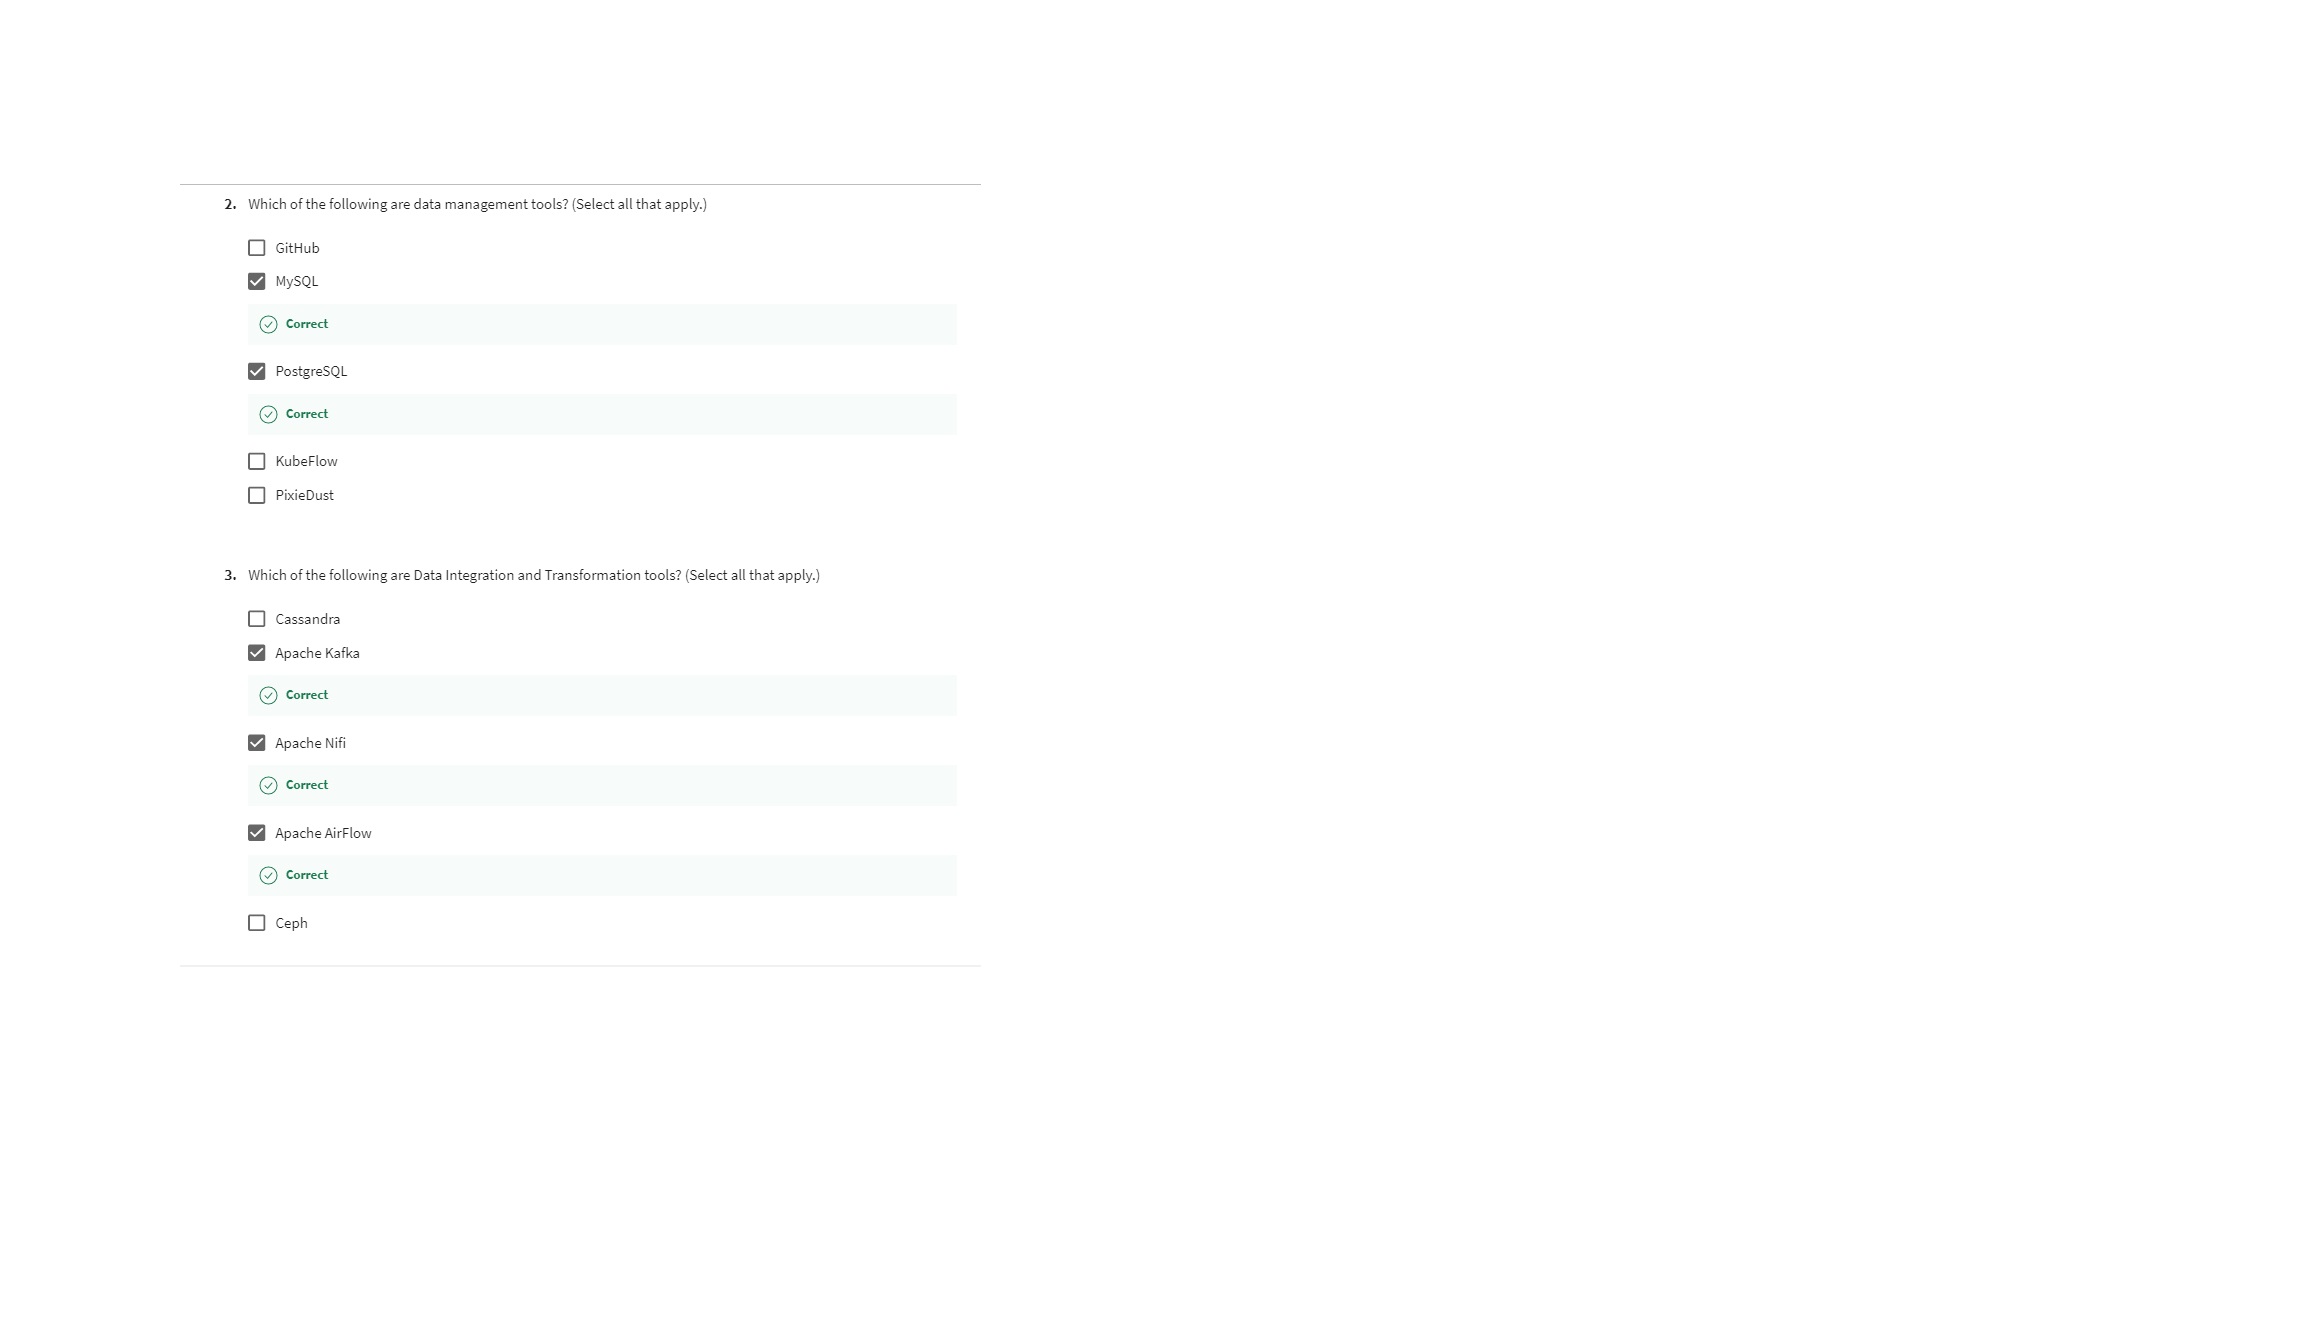 2. Which of the following are data management tools? (Select all that apply.)
GitHub
MySQL
Correct
PostgreSQL
Correct
KubeFlow
PixieDust
3. Which of the following are Data Integration and Transformation tools? (Select all that apply.)
Cassandra
Apache Kafka
Correct
Apache Nifi
Correct
Apache AirFlow
Correct
Ceph